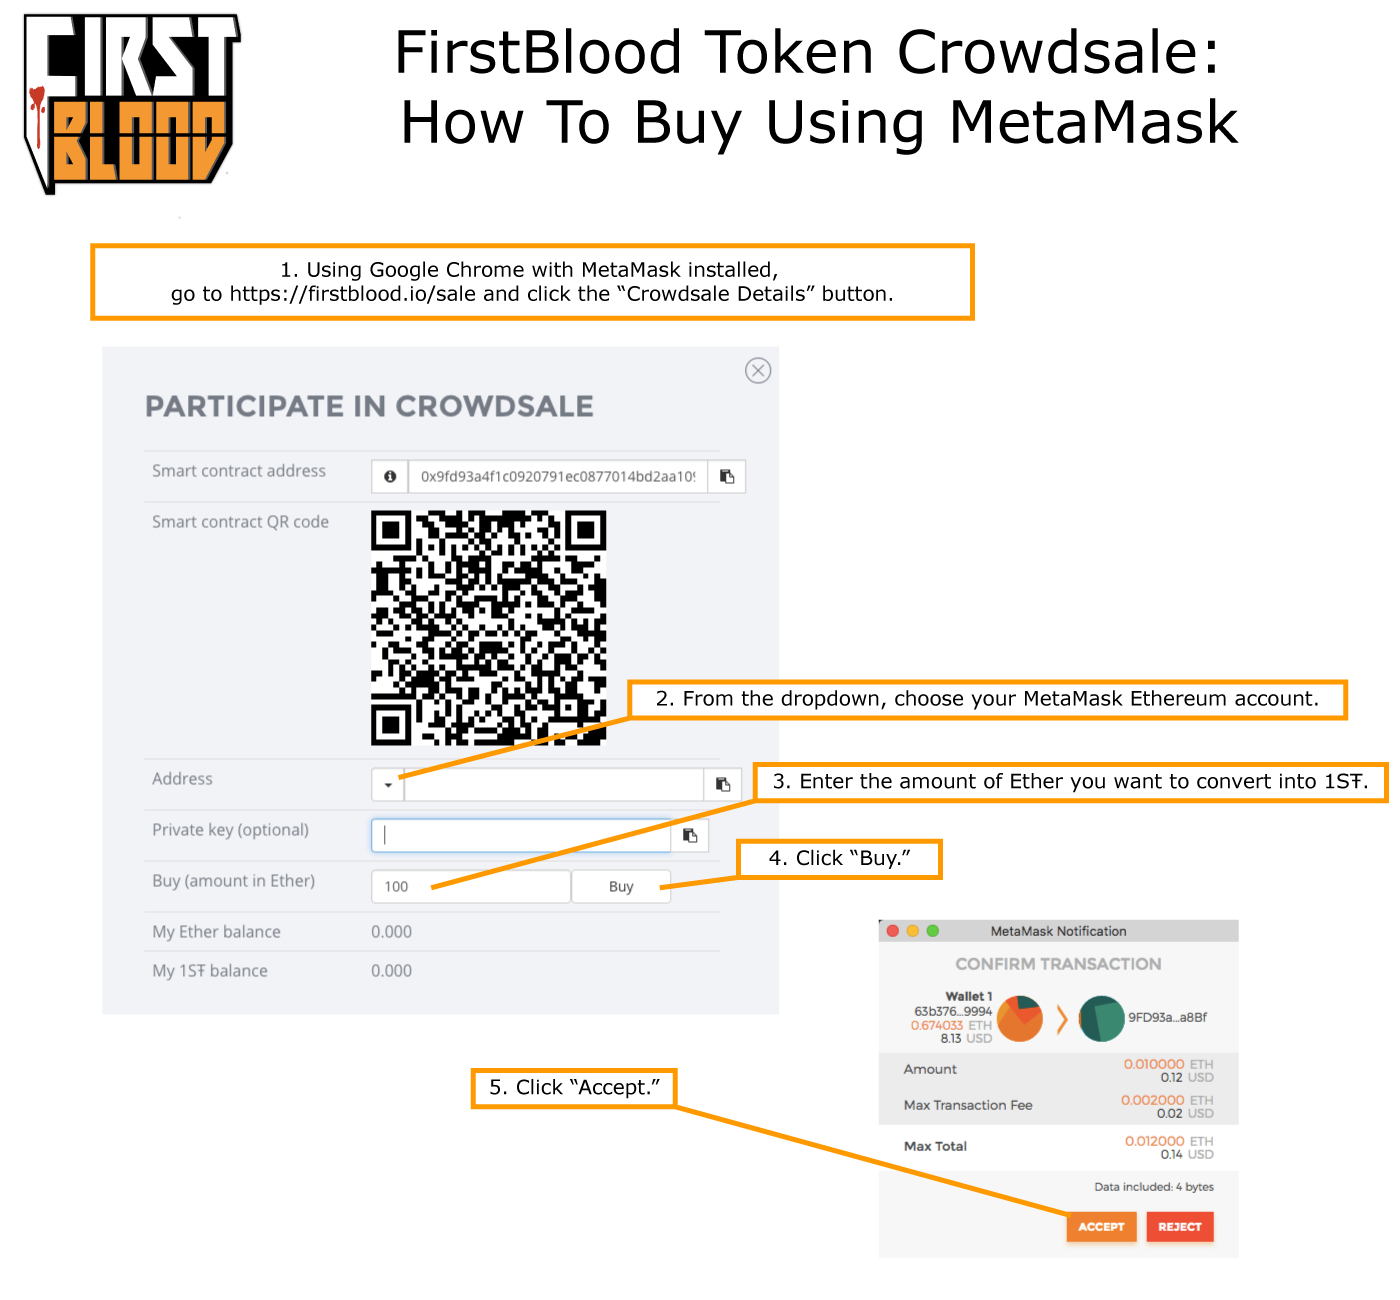 FIRST
BLOOD
FirstBlood Token Crowdsale:
How To Buy Using MetaMask
1. Using Google Chrome with MetaMask installed,
go to https://firstblood.io/sale and click the “Crowdsale Details” button.
PARTICIPATE IN CROWDSALE
Smart contract address
0x9fd93a4f1c0920791ec0877014bd2aa109
Smart contract QR code
2. From the dropdown, choose your MetaMask Ethereum account.
Address
3. Enter the amount of Ether you want to convert into 1SŦ.
Private key (optional)
4. Click “Buy.”
Buy (amount in Ether) 100 Buy
My Ether balance 0.000
My 1SŦ balance 0.000
MetaMask Notification
CONFIRM TRANSACTION
Wallet 1
63b376...9994
0.674033 ETH
8.13 USD
9FD93a...a8Bf
Amount 0.010000 ETH
0.12 USD
Max Transaction Fee 0.002000 ETH
0.02 USD
Max Total 0.012000 ETH
0.14 USD
Data included: 4 bytes
5. Click “Accept.”
ACCEPT REJECT